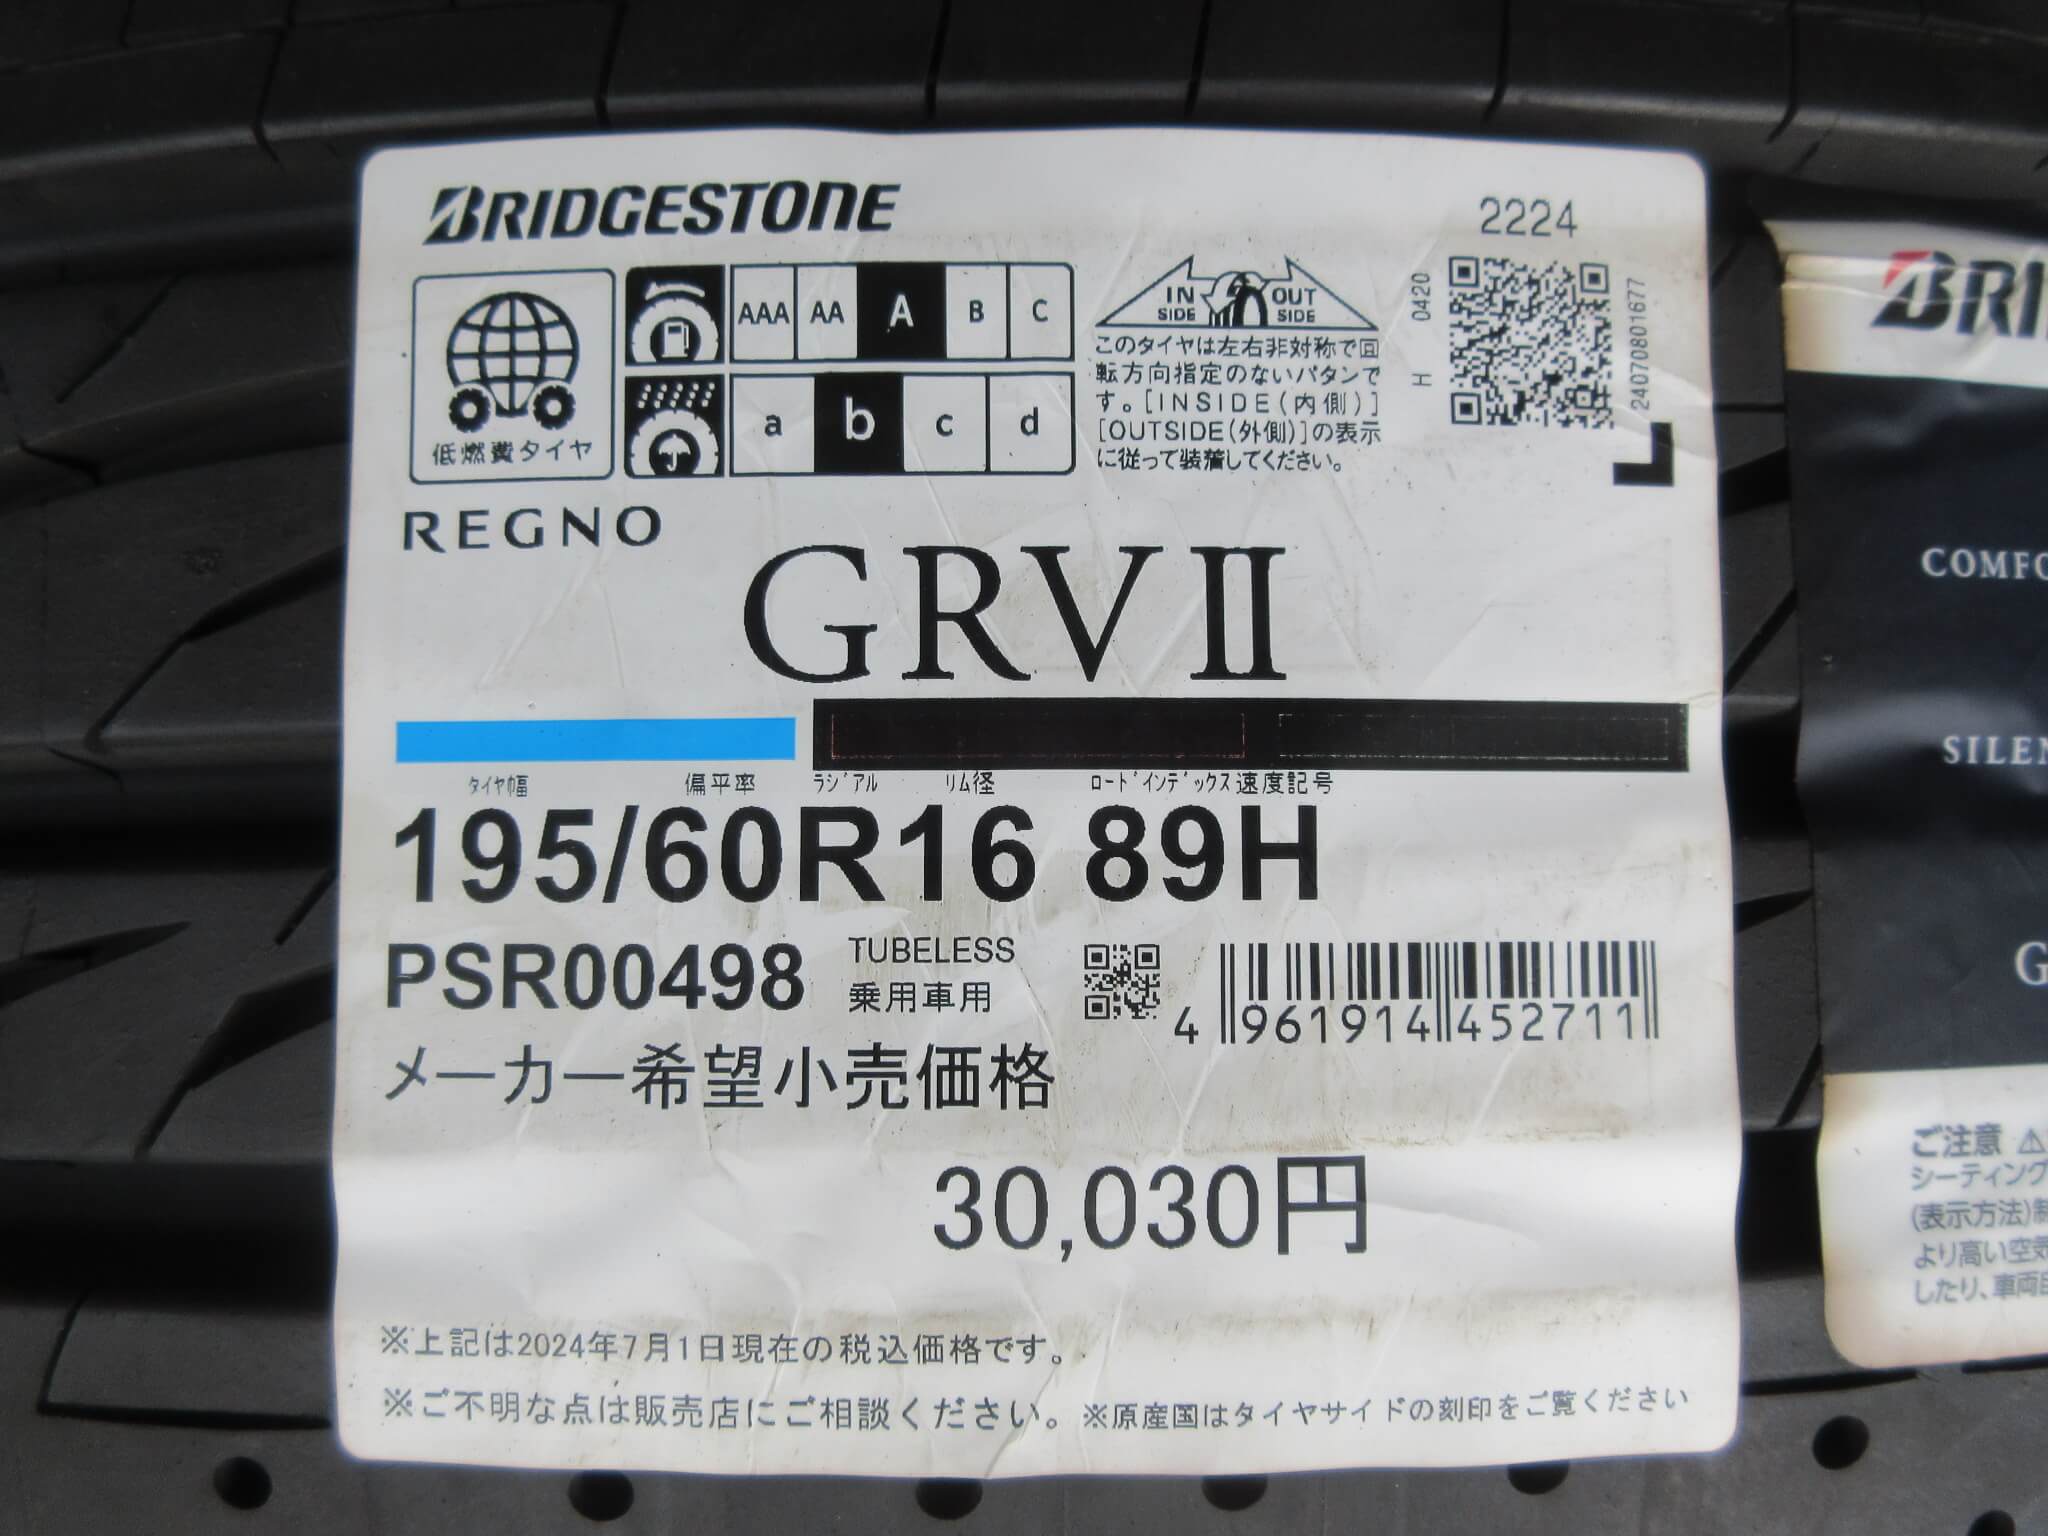 BRIDGESTONE
2224
低燃費タイヤ
AAA AA A B C
a b c d
IN SIDE OUT SIDE
このタイヤは左右非対称で回
転方向指定のないパタンで
す。[INSIDE(内側)]
[OUTSIDE(外側)]の表示
に従って装着してください。
H 0420
240708016​77
L
REGNO
GRVⅡ
タイヤ幅 偏平率 ラジアル リム径 ロードインデックス 速度記号
195/60R16 89H
PSR00498
TUBELESS
乗用車用
4 961914 452711
メーカー希望小売価格
30,030円
※上記は2024年7月1日現在の税込価格です。
※ご不明な点は販売店にご相談ください。※原産国はタイヤサイドの刻印をご覧ください
BRI
COMFO
SILEN
G
ご注意
シーティング
(表示方法)制
より高い空気
したり、車両